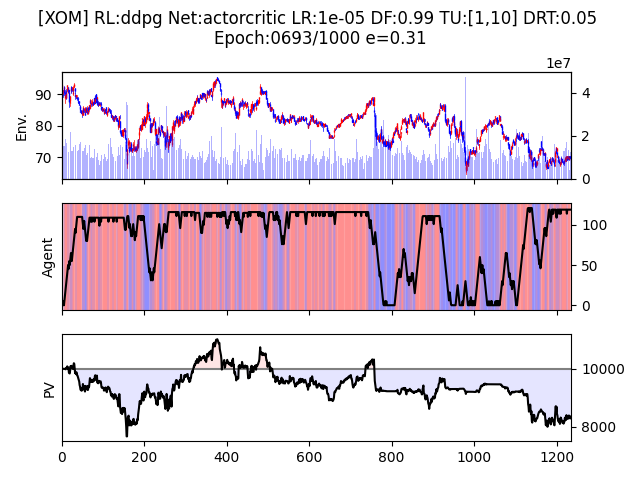 [XOM] RL:ddpg Net:actorcritic LR:1e-05 DF:0.99 TU:[1,10] DRT:0.05
Epoch:0693/1000 e=0.31
1e7
90
80
70
Env.
4
2
0
Agent
100
50
0
PV
10000
8000
0 200 400 600 800 1000 1200